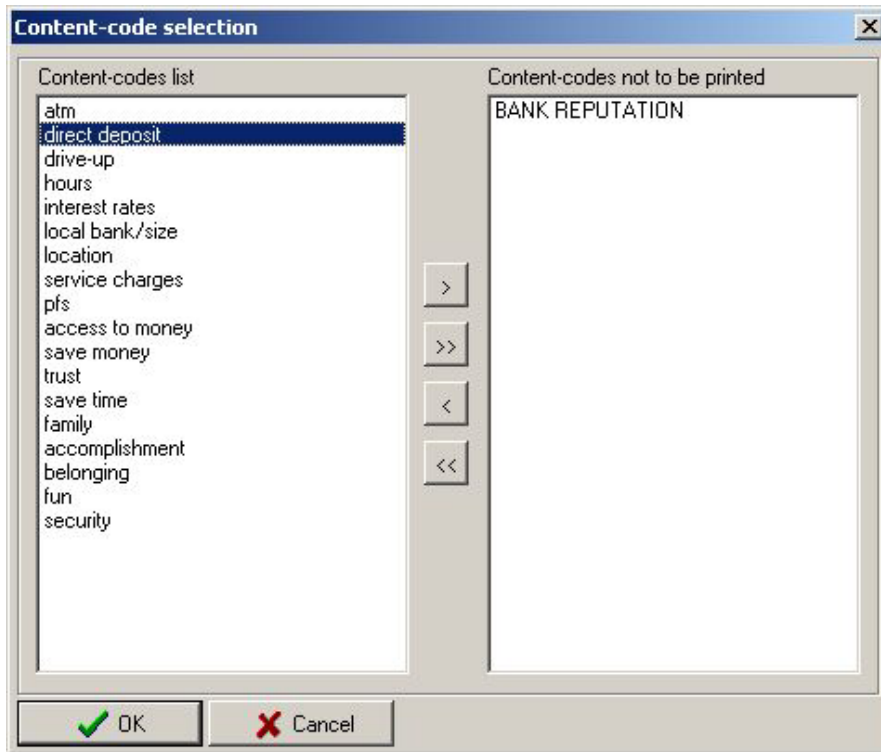 Content-code selection
Content-codes list
atm
direct deposit
drive-up
hours
interest rates
local bank/size
location
service charges
pfs
access to money
save money
trust
save time
family
accomplishment
belonging
fun
security
>
>>
<
<<
Content-codes not to be printed
BANK REPUTATION
OK
Cancel